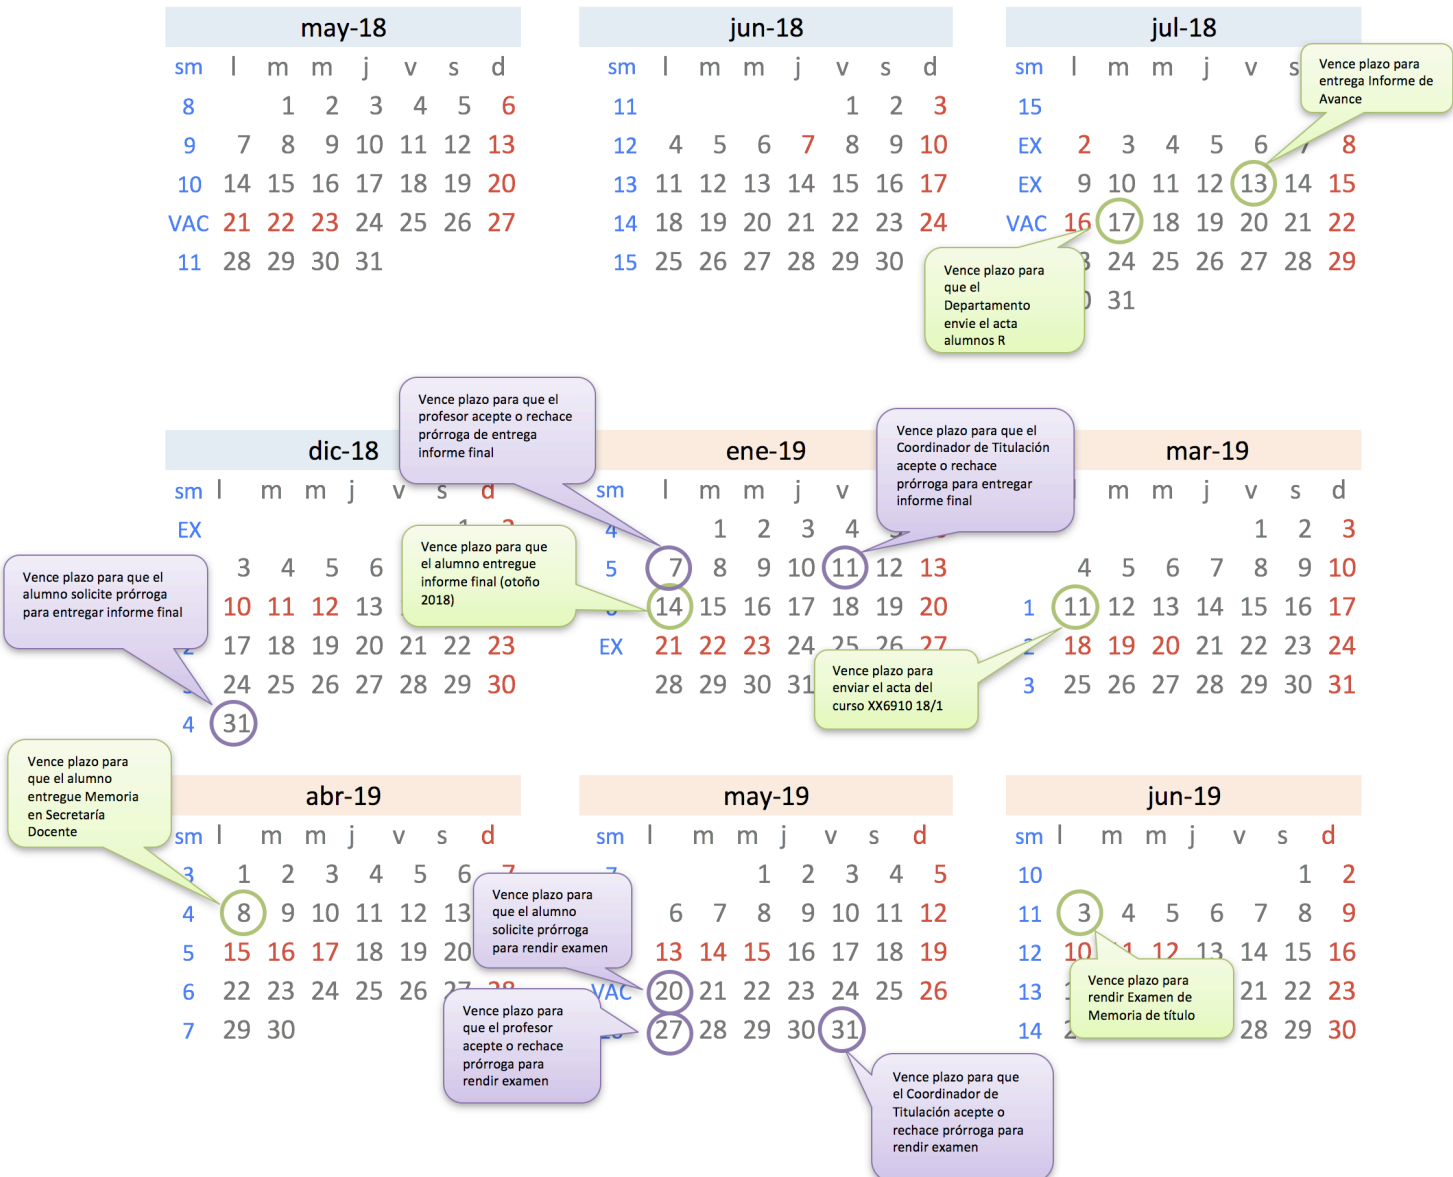 may-18
sm l m m j v s d
8 1 2 3 4 5 6
9 7 8 9 10 11 12 13
10 14 15 16 17 18 19 20
VAC 21 22 23 24 25 26 27
11 28 29 30 31
jun-18
sm l m m j v s d
11 1 2 3
12 4 5 6 7 8 9 10
13 11 12 13 14 15 16 17
14 18 19 20 21 22 23 24
15 25 26 27 28 29 30
jul-18
sm l m m j v s
15
EX 2 3 4 5 6 7 8
EX 9 10 11 12 13 14 15
VAC 16 17 18 19 20 21 22
24 25 26 27 28 29
31
Vence plazo para
entrega Informe de
Avance
Vence plazo para
que el
Departamento
envie el acta
alumnos R
dic-18
sm l m m j v s d
EX 1 2
3 4 5 6
10 11 12 13
2 17 18 19 20 21 22 23
3 24 25 26 27 28 29 30
4 31
Vence plazo para que el
alumno solicite prórroga
para entregar informe final
Vence plazo para que el
profesor acepte o rechace
prórroga de entrega
informe final
Vence plazo para que
el alumno entregue
informe final (otoño
2018)
ene-19
sm l m m j v s d
4 1 2 3 4 5
5 7 8 9 10 11 12 13
6 14 15 16 17 18 19 20
EX 21 22 23 24 25 26 27
28 29 30 31
Vence plazo para que el
Coordinador de Titulación
acepte o rechace
prórroga para entregar
informe final
Vence plazo para
enviar el acta del
curso XX6910 18/1
mar-19
m m j v s d
1 2 3
4 5 6 7 8 9 10
1 11 12 13 14 15 16 17
2 18 19 20 21 22 23 24
3 25 26 27 28 29 30 31
Vence plazo para
que el alumno
entregue Memoria
en Secretaría
Docente
abr-19
sm l m m j v s d
3 1 2 3 4 5 6 7
4 8 9 10 11 12 13
5 15 16 17 18 19 20
6 22 23 24 25 26 27 28
7 29 30
may-19
sm l m m j v s d
7 1 2 3 4 5
6 7 8 9 10 11 12
13 14 15 16 17 18 19
VAC 20 21 22 23 24 25 26
27 28 29 30 31
Vence plazo para
que el alumno
solicite prórroga
para rendir examen
Vence plazo para
que el profesor
acepte o rechace
prórroga para
rendir examen
Vence plazo para que
el Coordinador de
Titulación acepte o
rechace prórroga para
rendir examen
jun-19
sm l m m j v s d
10 1 2
11 3 4 5 6 7 8 9
12 10 11 12 13 14 15 16
13 21 22 23
14 28 29 30
Vence plazo para
rendir Examen de
Memoria de título